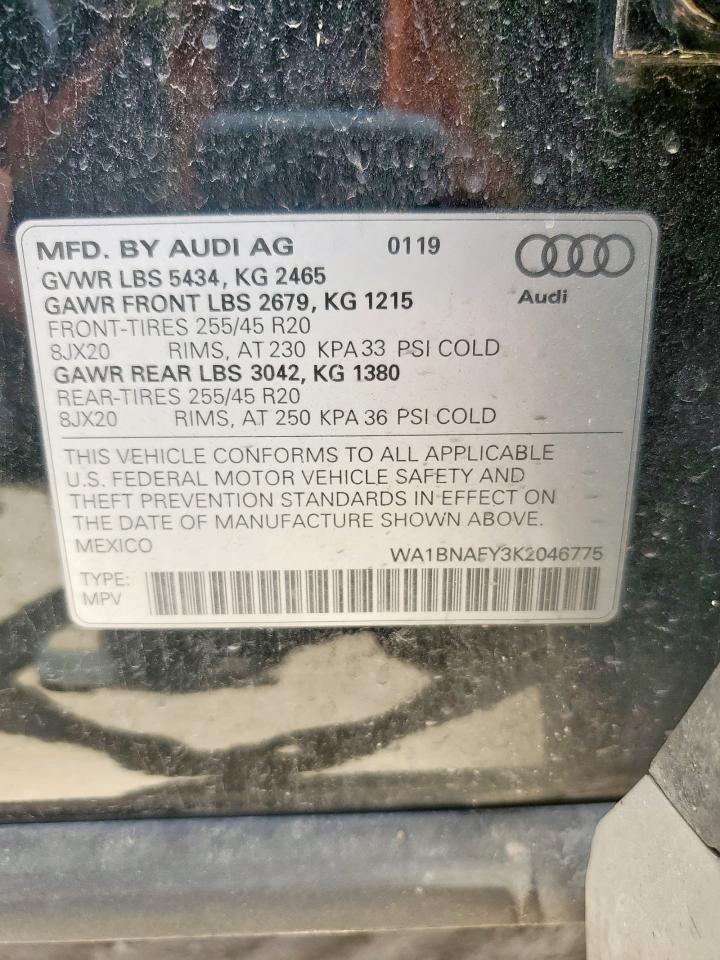 MFD. BY AUDI AG 0119
GVWR LBS 5434, KG 2465
GAWR FRONT LBS 2679, KG 1215
Audi
FRONT-TIRES 255/45 R20
8JX20 RIMS, AT 230 KPA 33 PSI COLD
GAWR REAR LBS 3042, KG 1380
REAR-TIRES 255/45 R20
8JX20 RIMS, AT 250 KPA 36 PSI COLD
THIS VEHICLE CONFORMS TO ALL APPLICABLE
U.S. FEDERAL MOTOR VEHICLE SAFETY AND
THEFT PREVENTION STANDARDS IN EFFECT ON
THE DATE OF MANUFACTURE SHOWN ABOVE.
MEXICO WA1BNAFY3K2046775
TYPE:
MPV